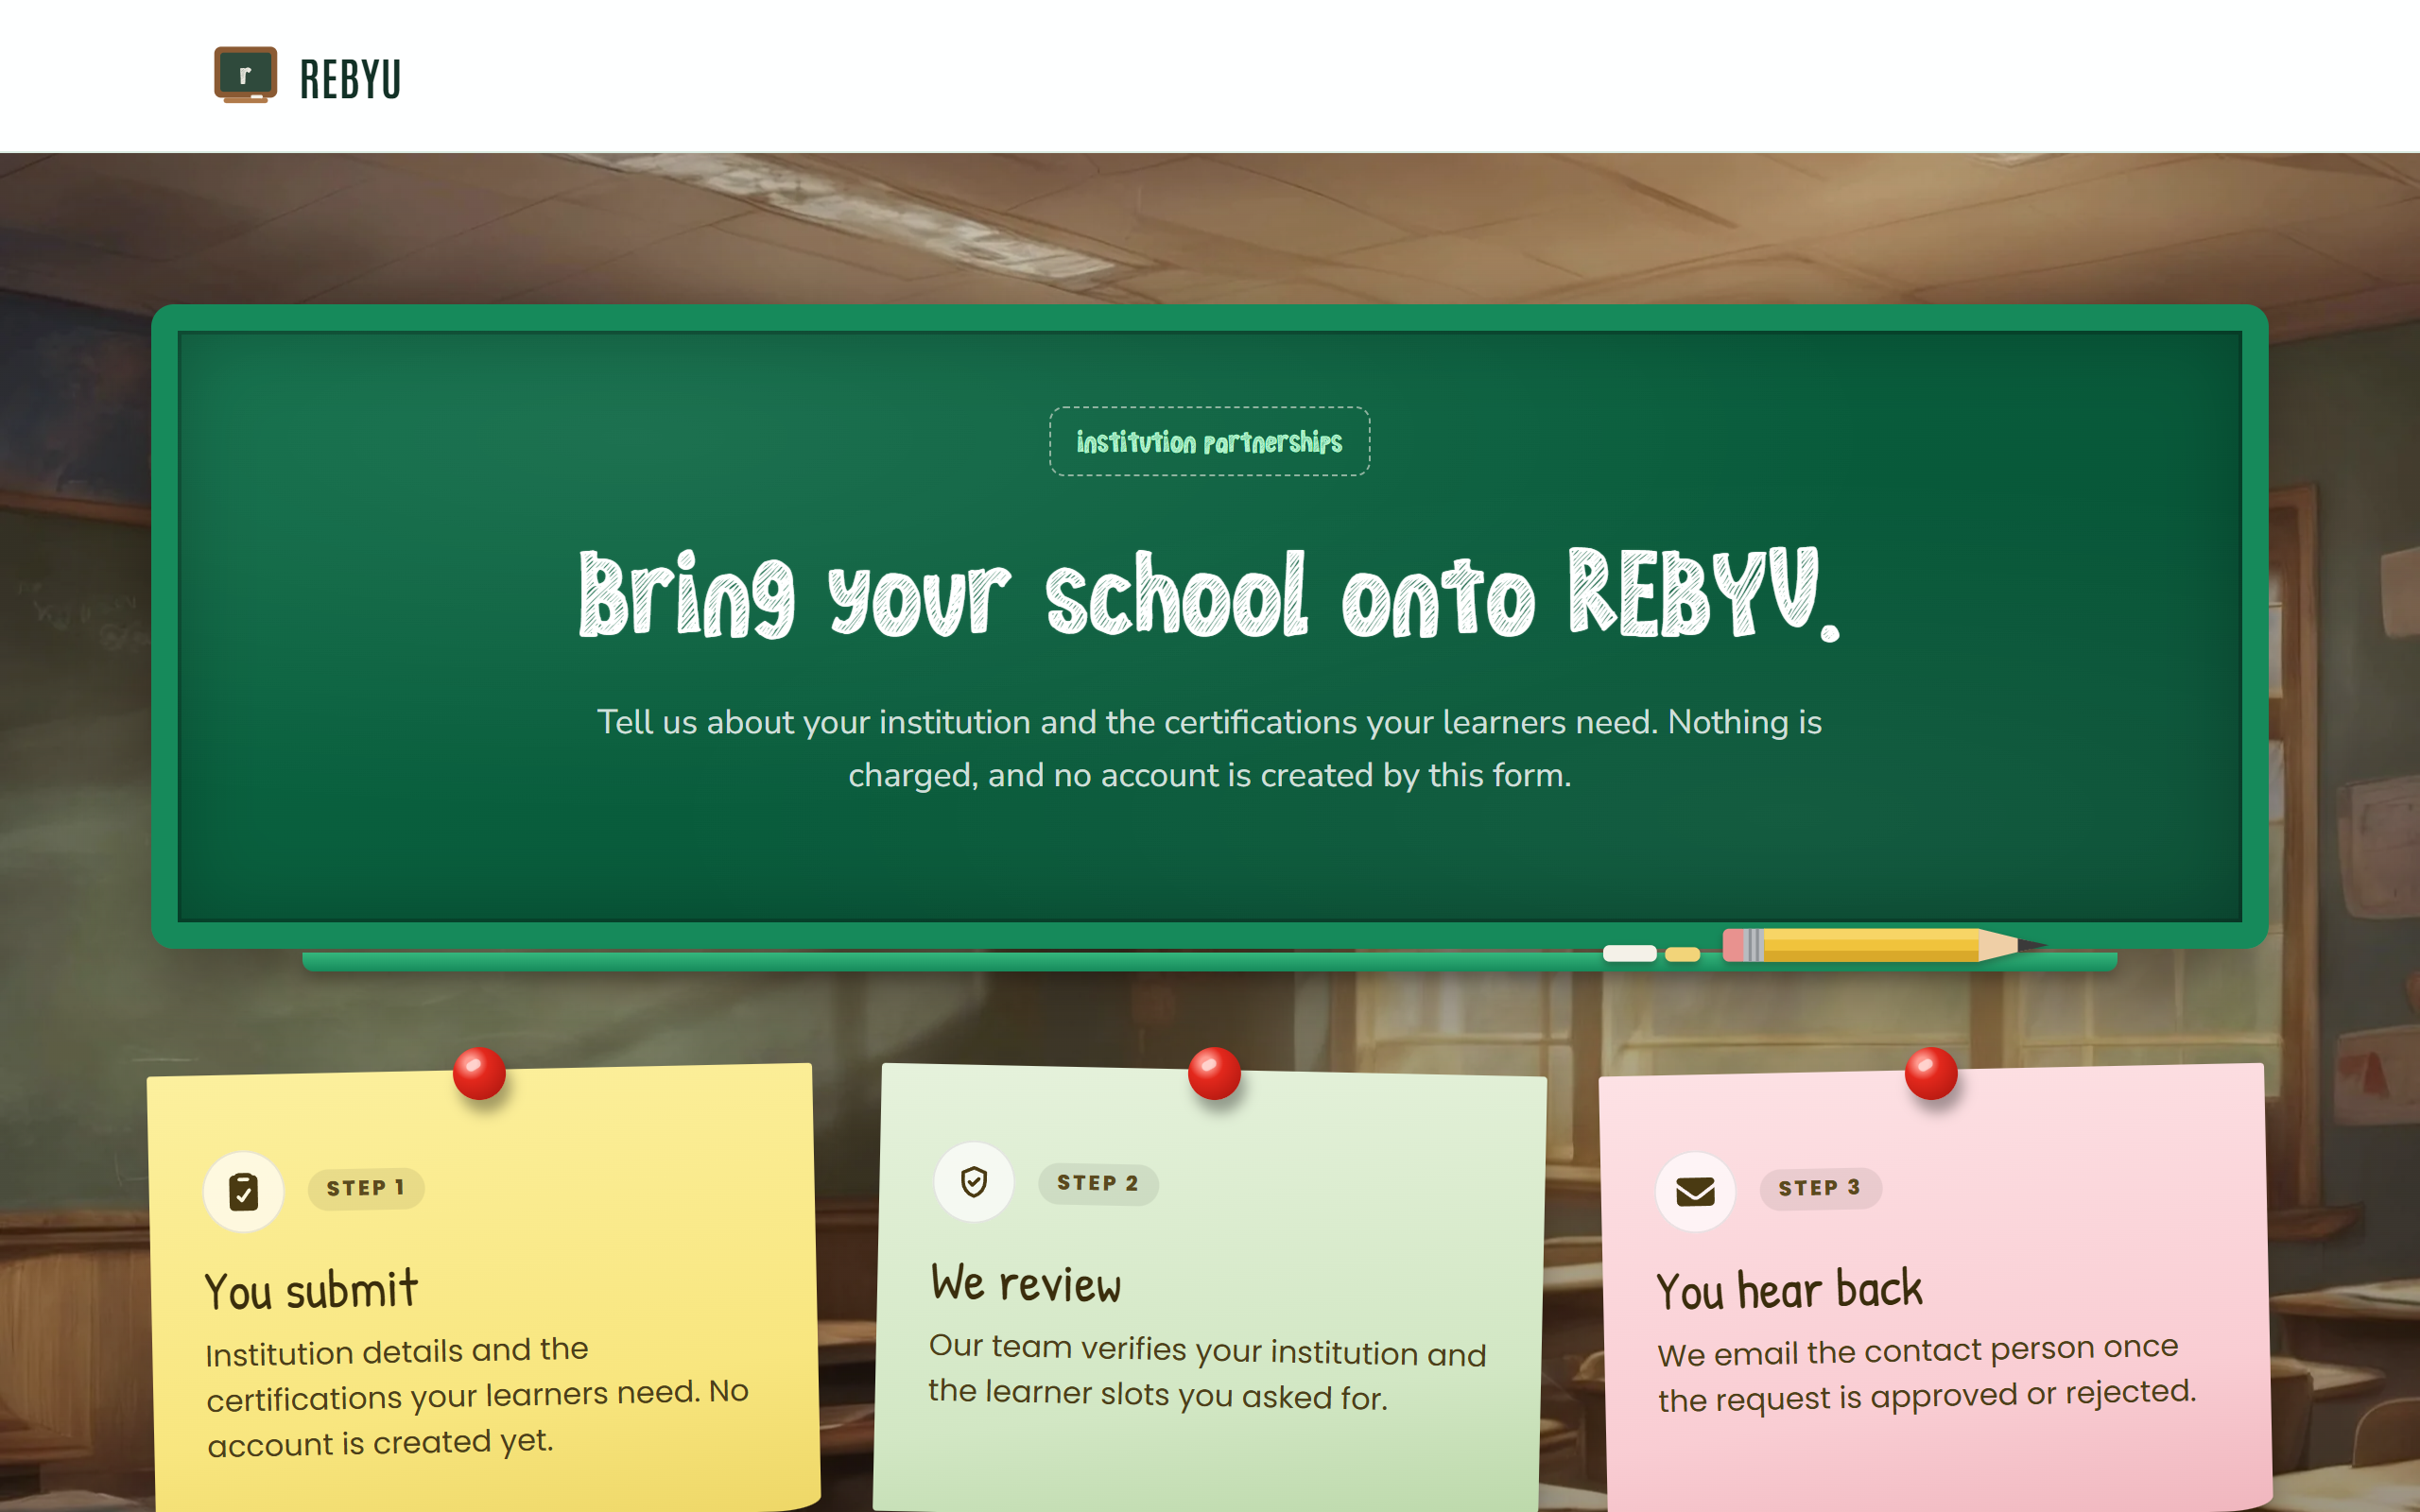 r
REBYU
institution partnerships
Bring your school onto REBYU.
Tell us about your institution and the certifications your learners need. Nothing is
charged, and no account is created by this form.
STEP 1
You submit
Institution details and the
certifications your learners need. No
account is created yet.
STEP 2
We review
Our team verifies your institution and
the learner slots you asked for.
STEP 3
You hear back
We email the contact person once
the request is approved or rejected.